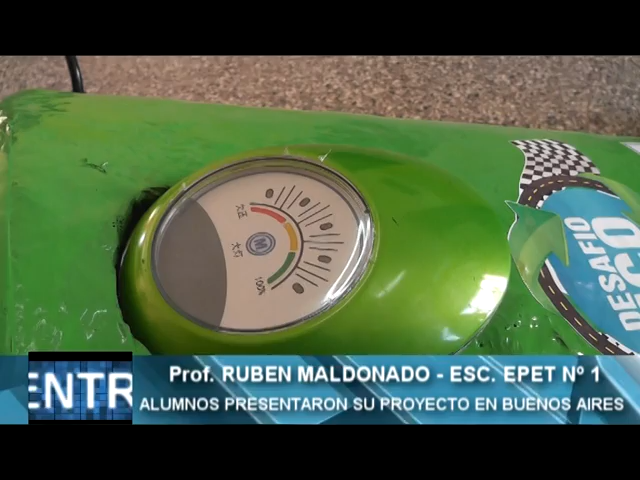 M
100%
DESAFIO
ECO
ENTR
Prof. RUBEN MALDONADO - ESC. EPET Nº 1
ALUMNOS PRESENTARON SU PROYECTO EN BUENOS AIRES